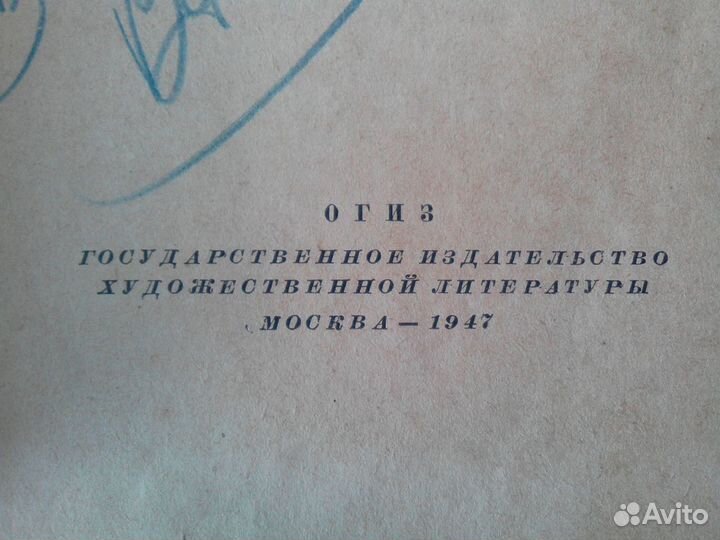 ОГИЗ
ГОСУДАРСТВЕННОЕ ИЗДАТЕЛЬСТВО
ХУДОЖЕСТВЕННОЙ ЛИТЕРАТУРЫ
МОСКВА — 1947
Avito